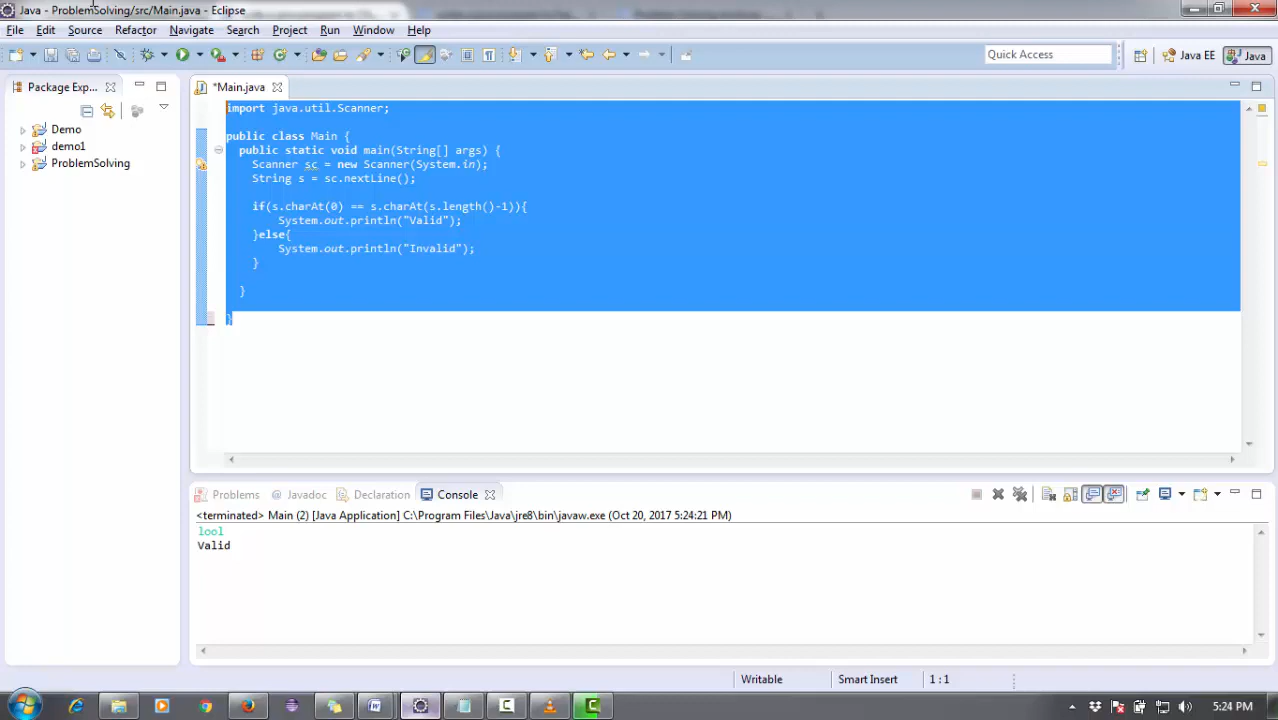 Java - ProblemSolving/src/Main.java - Eclipse
File Edit Source Refactor Navigate Search Project Run Window Help
Quick Access Java EE Java
Package Exp... *Main.java
Demo
demo1
ProblemSolving
import java.util.Scanner;
public class Main {
public static void main(String[] args) {
Scanner sc = new Scanner(System.in);
String s = sc.nextLine();
if(s.charAt(0) == s.charAt(s.length()-1)){
System.out.println("Valid");
}else{
System.out.println("Invalid");
}
}
}
Problems @ Javadoc Declaration Console
<terminated> Main (2) [Java Application] C:\Program Files\Java\jre8\bin\javaw.exe (Oct 20, 2017 5:24:21 PM)
lool
Valid
Writable Smart Insert 1 : 1
5:24 PM